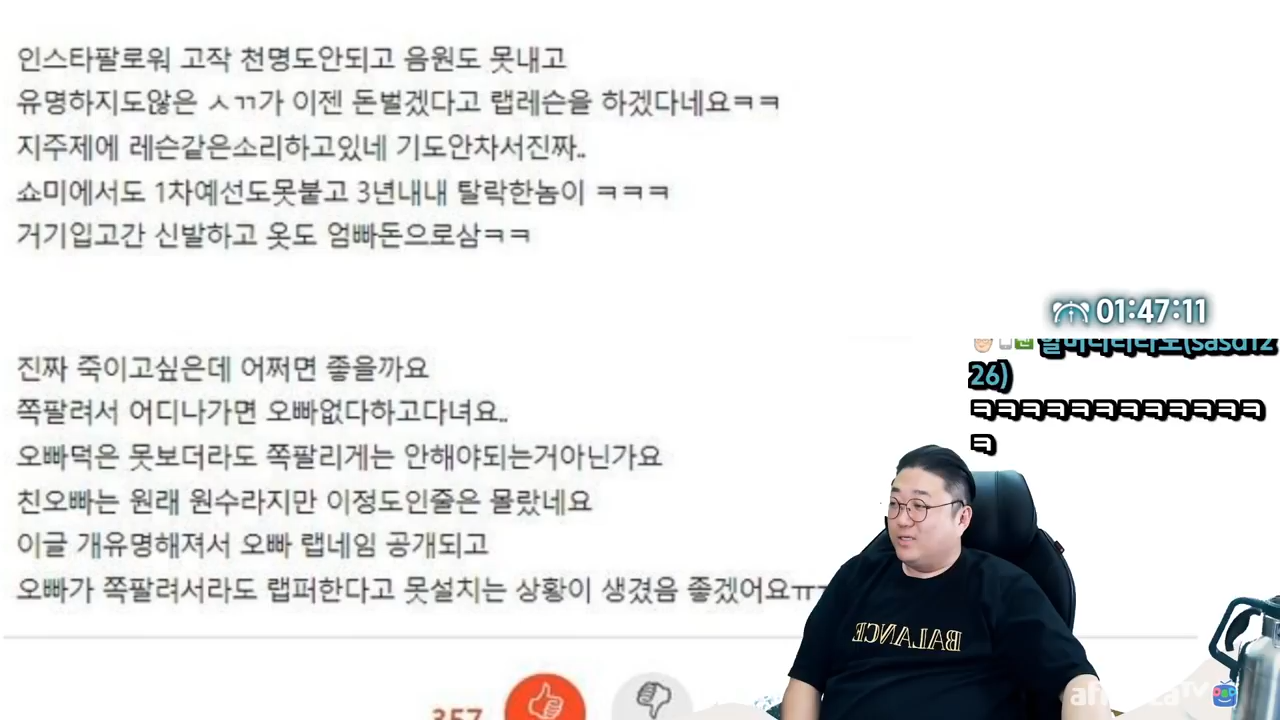 인스타팔로워 고작 천명도안되고 음원도 못내고
유명하지도않은 ㅅㄲ가 이젠 돈벌겠다고 랩레슨을 하겠다네요ㅋㅋ
지주제에 레슨같은소리하고있네 기도안차서진짜..
쇼미에서도 1차예선도못붙고 3년내내 탈락한놈이 ㅋㅋㅋ
거기입고간 신발하고 옷도 엄빠돈으로삼ㅋㅋ
진짜 죽이고싶은데 어쩌면 좋을까요
쪽팔려서 어디나가면 오빠없다하고다녀요..
오빠덕은 못보더라도 쪽팔리게는 안해야되는거아닌가요
친오빠는 원래 원수라지만 이정도인줄은 몰랐네요
이글 개유명해져서 오빠 랩네임 공개되고
오빠가 쪽팔려서라도 랩퍼한다고 못설치는 상황이 생겼음 좋겠어요ㅠ
357
01:47:11
(sasd12
26)
ㅋㅋㅋㅋㅋㅋㅋㅋㅋㅋㅋㅋ
ㅋ
BALANCE
afreecaTV